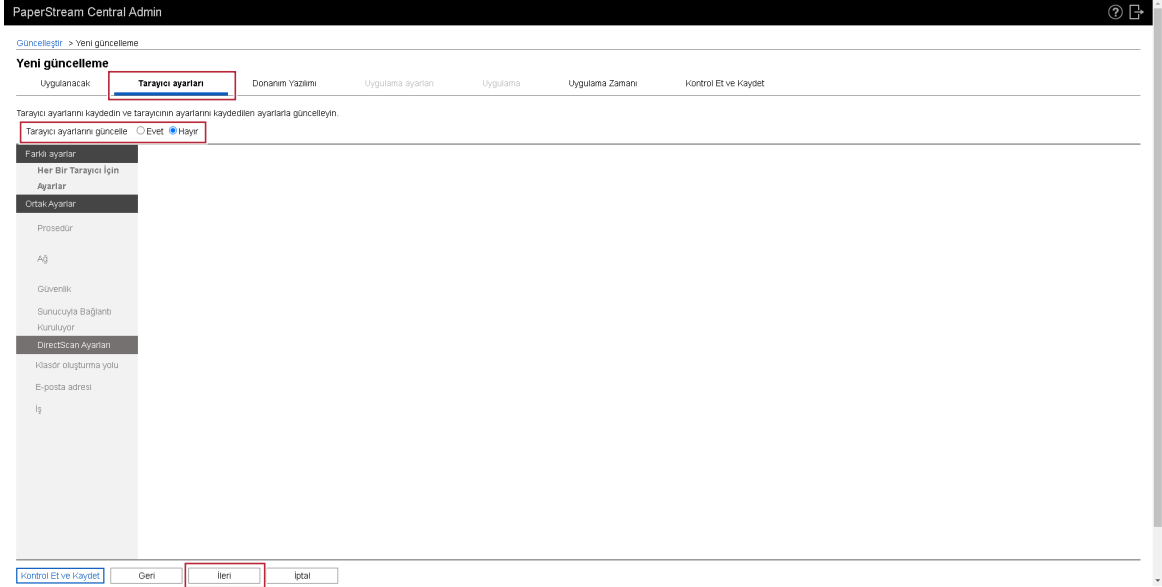 PaperStream Central Admin
Güncelleştir > Yeni güncelleme
Yeni güncelleme
Uygulanacak Tarayıcı ayarları Donanım Yazılımı Uygulama ayarları Uygulama Uygulama Zamanı Kontrol Et ve Kaydet
Tarayıcı ayarlarını kaydedin ve tarayıcının ayarlarını kaydedilen ayarlarla güncelleyin.
Tarayıcı ayarlarını güncelle Evet Hayır
Farklı ayarlar
Her Bir Tarayıcı İçin
Ayarlar
Ortak Ayarlar
Prosedür
Ağ
Güvenlik
Sunucuyla Bağlantı
Kuruluyor
DirectScan Ayarları
Klasör oluşturma yolu
E-posta adresi
İş
Kontrol Et ve Kaydet Geri İleri İptal